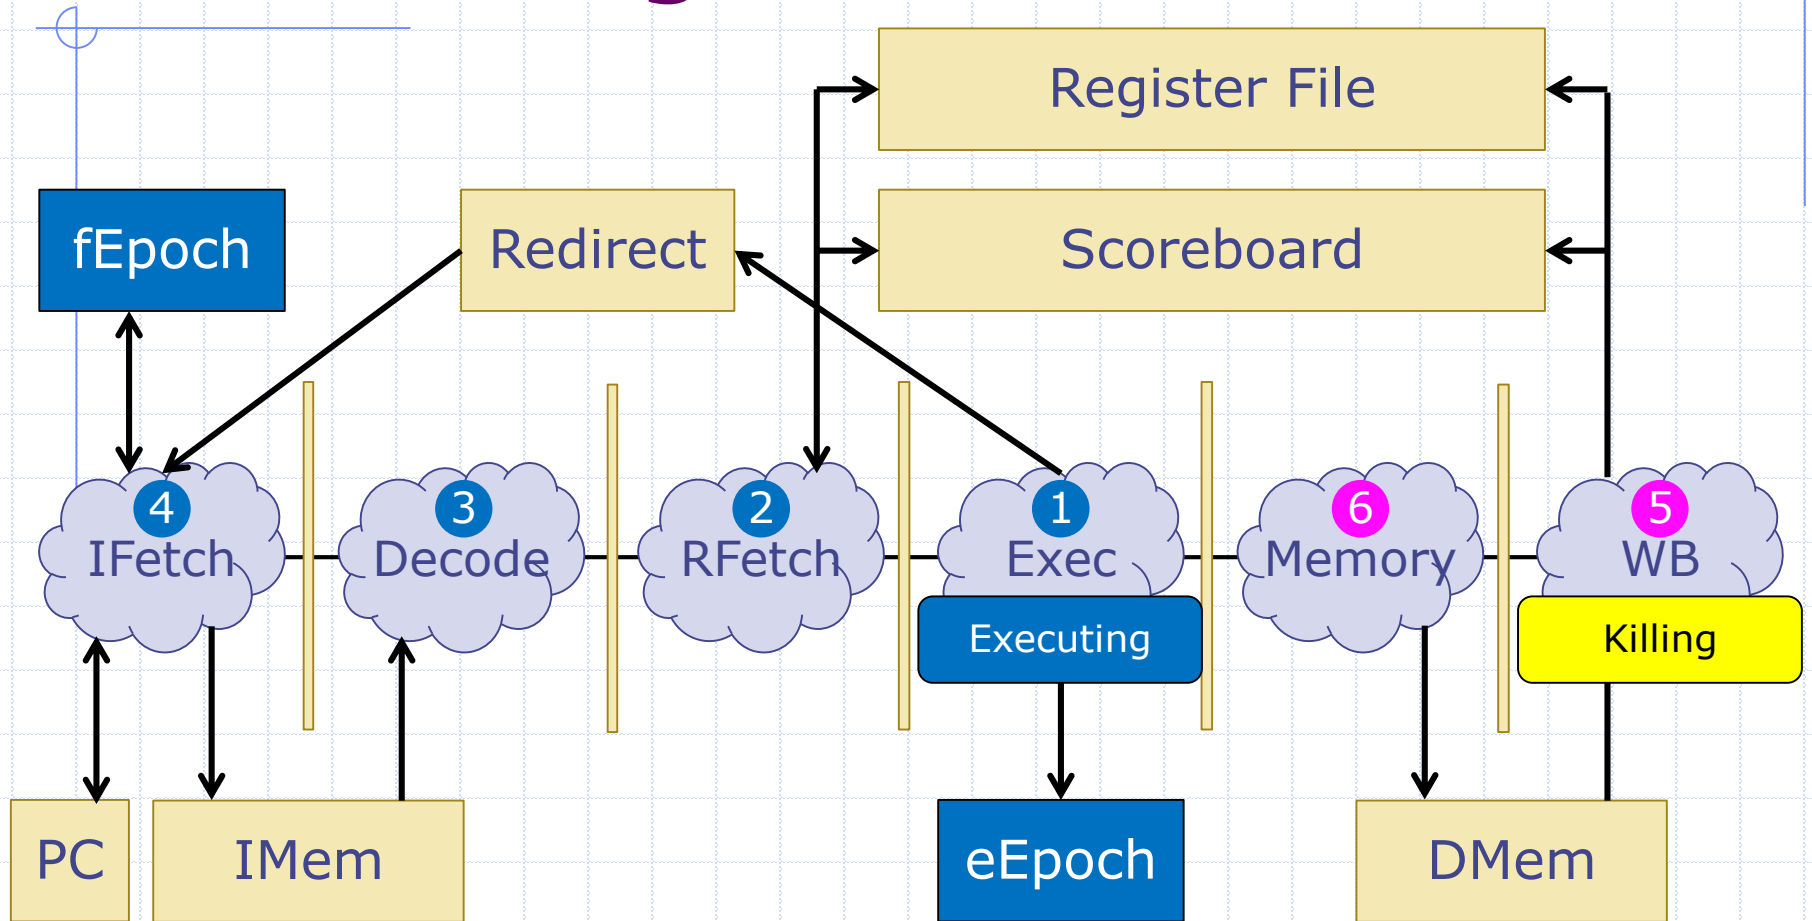 Register File
fEpoch
Redirect
Scoreboard
4
3
2
1
6
5
IFetch
Decode
RFetch
Exec
Memory
WB
Executing
Killing
PC
IMem
eEpoch
DMem